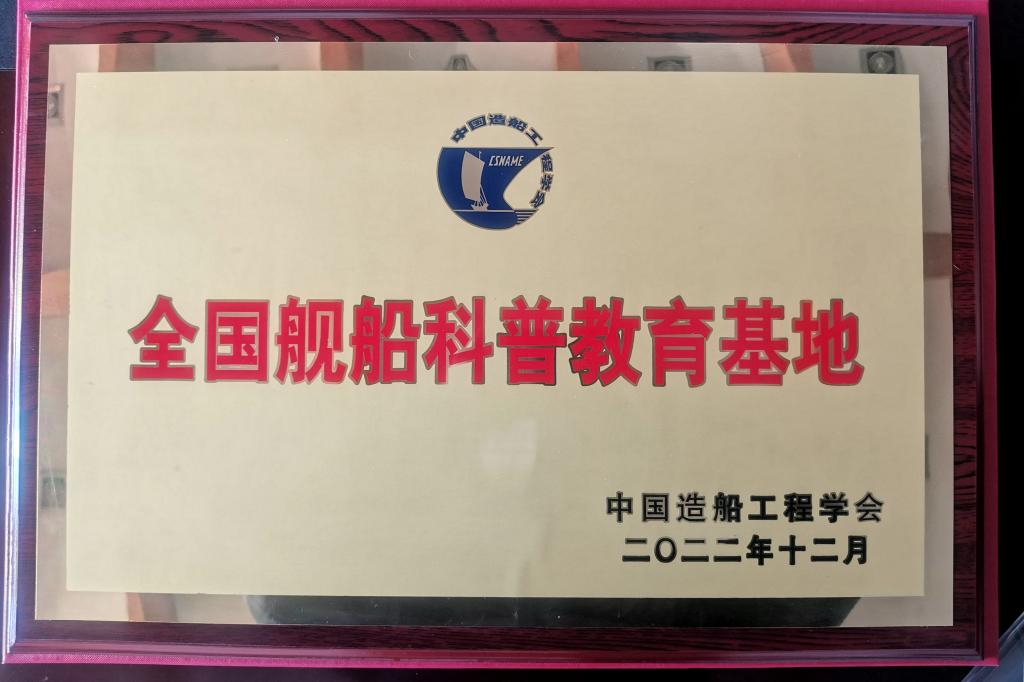 中国造船工程学会
CSNAME
全国舰船科普教育基地
中国造船工程学会
二〇二二年十二月